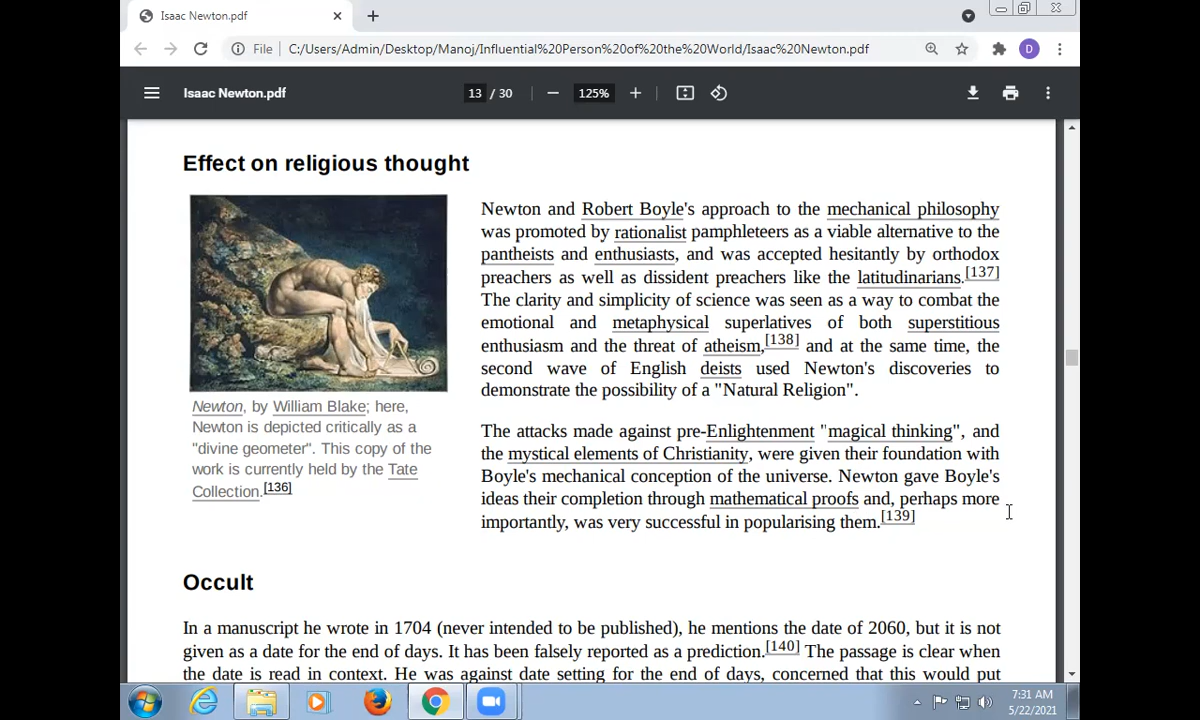 Isaac Newton.pdf
File
C:/Users/Admin/Desktop/Manoj/Influential%20Person%20of%20the%20World/Isaac%20Newton.pdf
D
Isaac Newton.pdf
13 / 30
125%
Effect on religious thought
Newton and Robert Boyle's approach to the mechanical philosophy
was promoted by rationalist pamphleteers as a viable alternative to the
pantheists and enthusiasts, and was accepted hesitantly by orthodox
preachers as well as dissident preachers like the latitudinarians.[137]
The clarity and simplicity of science was seen as a way to combat the
emotional and metaphysical superlatives of both superstitious
enthusiasm and the threat of atheism,[138] and at the same time, the
second wave of English deists used Newton's discoveries to
demonstrate the possibility of a "Natural Religion".
Newton, by William Blake; here,
Newton is depicted critically as a
"divine geometer". This copy of the
work is currently held by the Tate
Collection.[136]
The attacks made against pre-Enlightenment "magical thinking", and
the mystical elements of Christianity, were given their foundation with
Boyle's mechanical conception of the universe. Newton gave Boyle's
ideas their completion through mathematical proofs and, perhaps more
importantly, was very successful in popularising them.[139]
Occult
In a manuscript he wrote in 1704 (never intended to be published), he mentions the date of 2060, but it is not
given as a date for the end of days. It has been falsely reported as a prediction.[140] The passage is clear when
the date is read in context. He was against date setting for the end of days, concerned that this would put
7:31 AM
5/22/2021